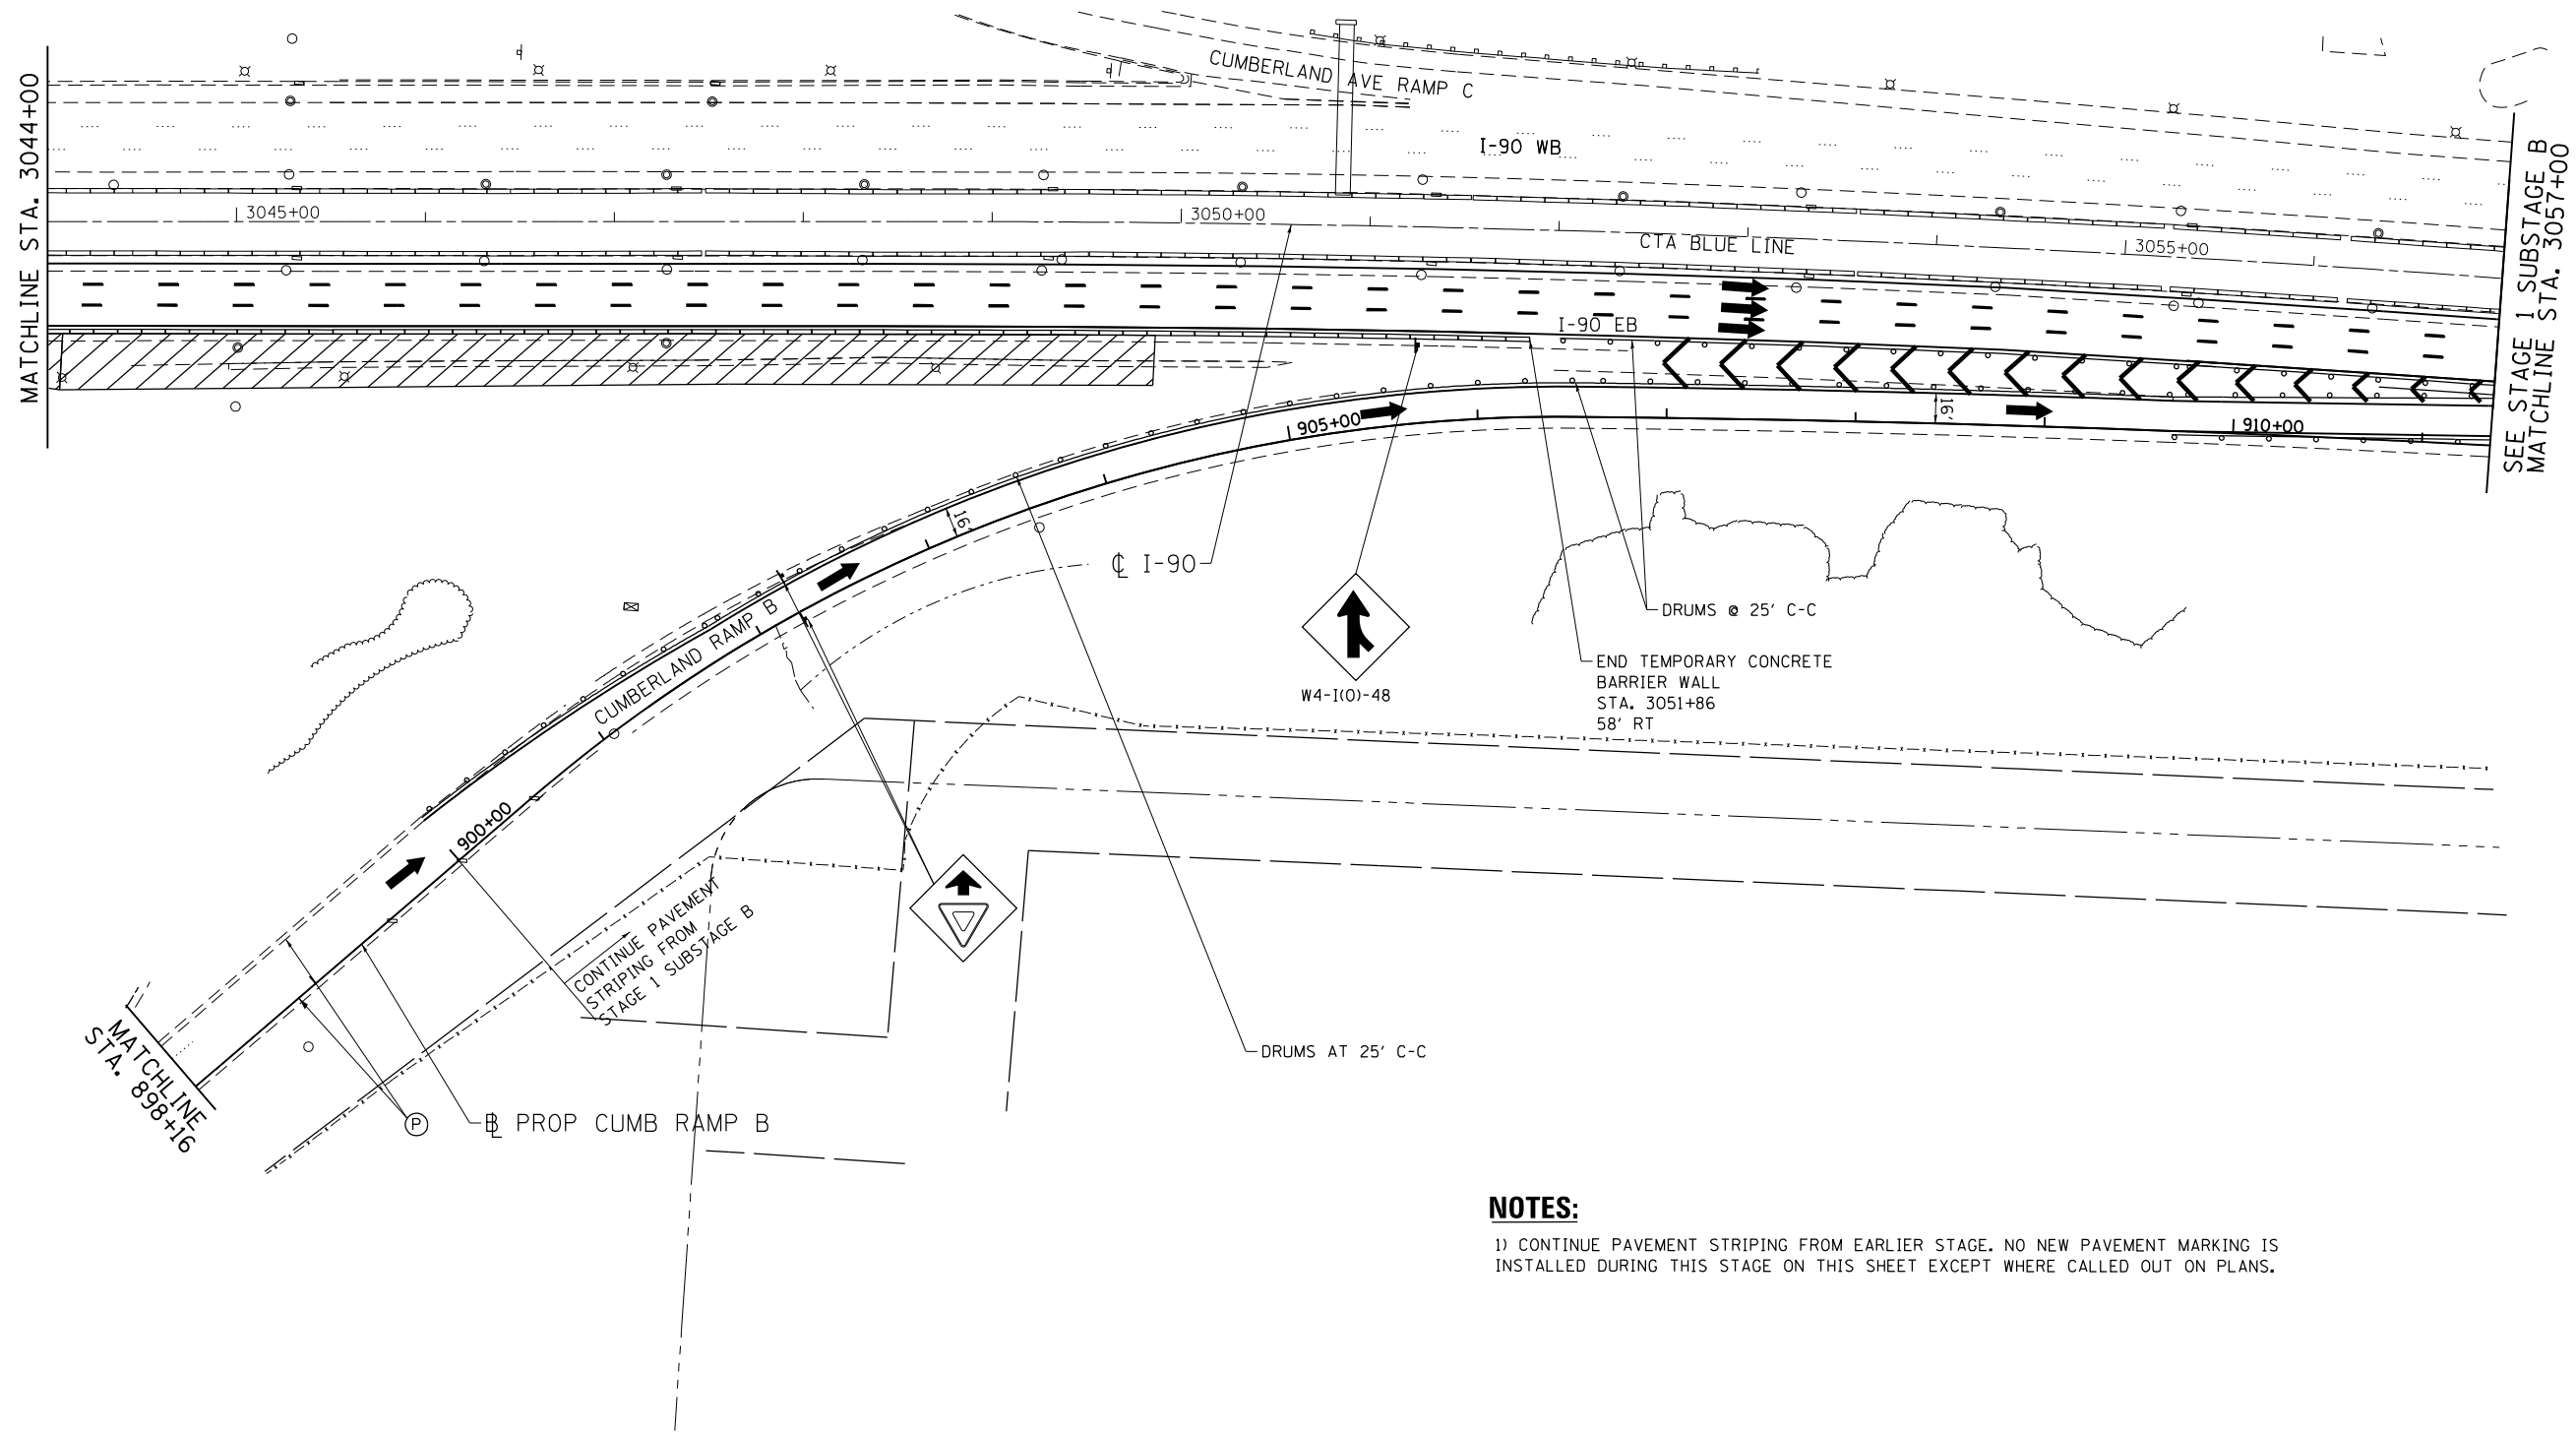 MATCHLINE STA. 3044+00
CUMBERLAND AVE RAMP C
I-90 WB
3045+00
3050+00
CTA BLUE LINE
3055+00
I-90 EB
SEE STAGE 1 SUBSTAGE B
MATCHLINE STA. 3057+00
905+00
16'
910+00
16'
℄ I-90
DRUMS @ 25' C-C
CUMBERLAND RAMP B
END TEMPORARY CONCRETE
BARRIER WALL
STA. 3051+86
58' RT
W4-I(O)-48
900+00
CONTINUE PAVEMENT
STRIPING FROM
STAGE 1 SUBSTAGE B
DRUMS AT 25' C-C
MATCHLINE
STA. 898+16
P
BL PROP CUMB RAMP B
NOTES:
1) CONTINUE PAVEMENT STRIPING FROM EARLIER STAGE. NO NEW PAVEMENT MARKING IS
INSTALLED DURING THIS STAGE ON THIS SHEET EXCEPT WHERE CALLED OUT ON PLANS.